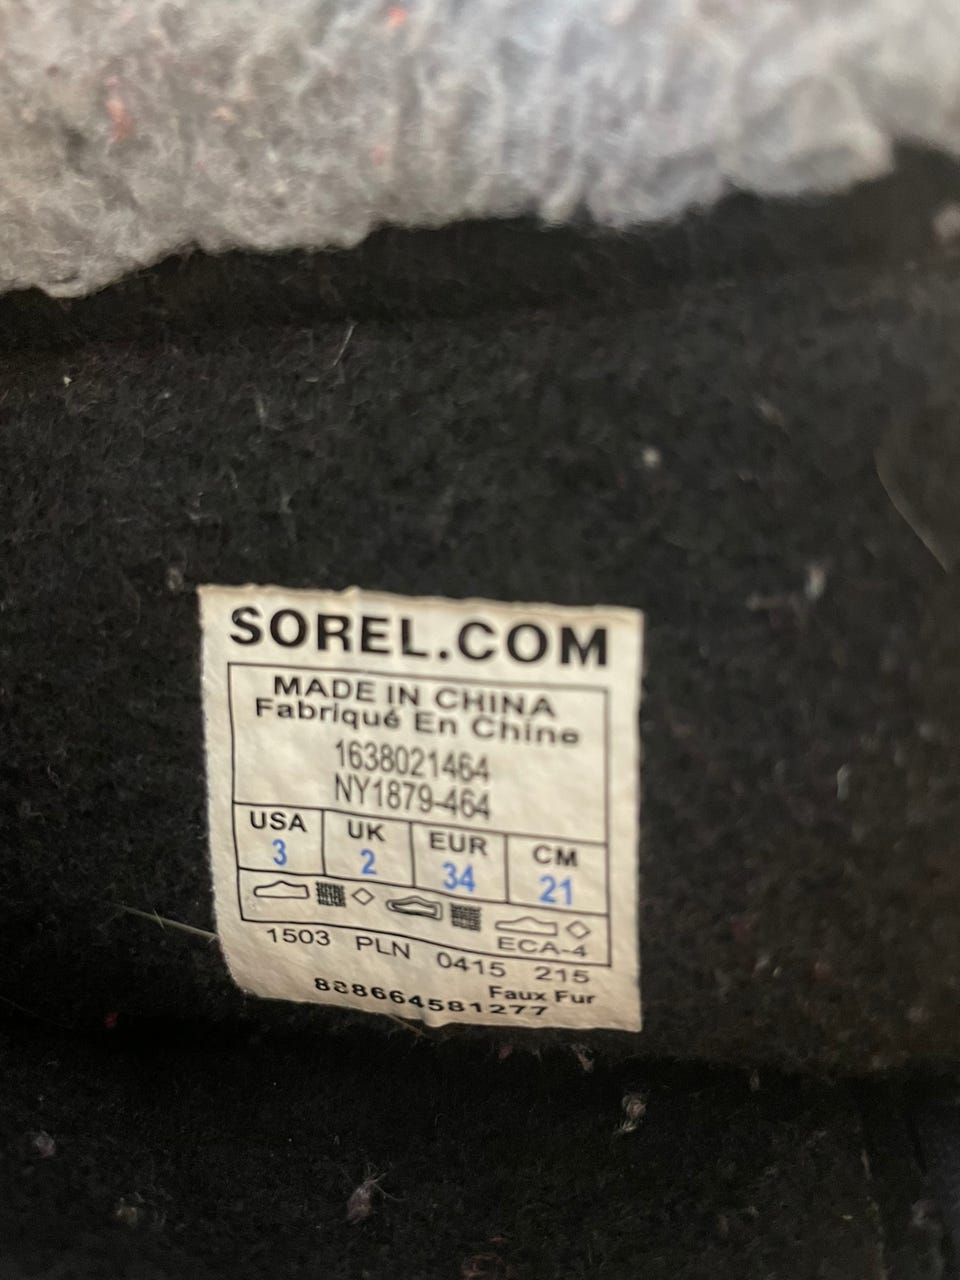 SOREL.COM
MADE IN CHINA
Fabriqué En Chine
1638021464
NY1879-464
USA UK EUR CM
3 2 34 21
ECA-4
1503 PLN 0415 215
Faux Fur
888664581277